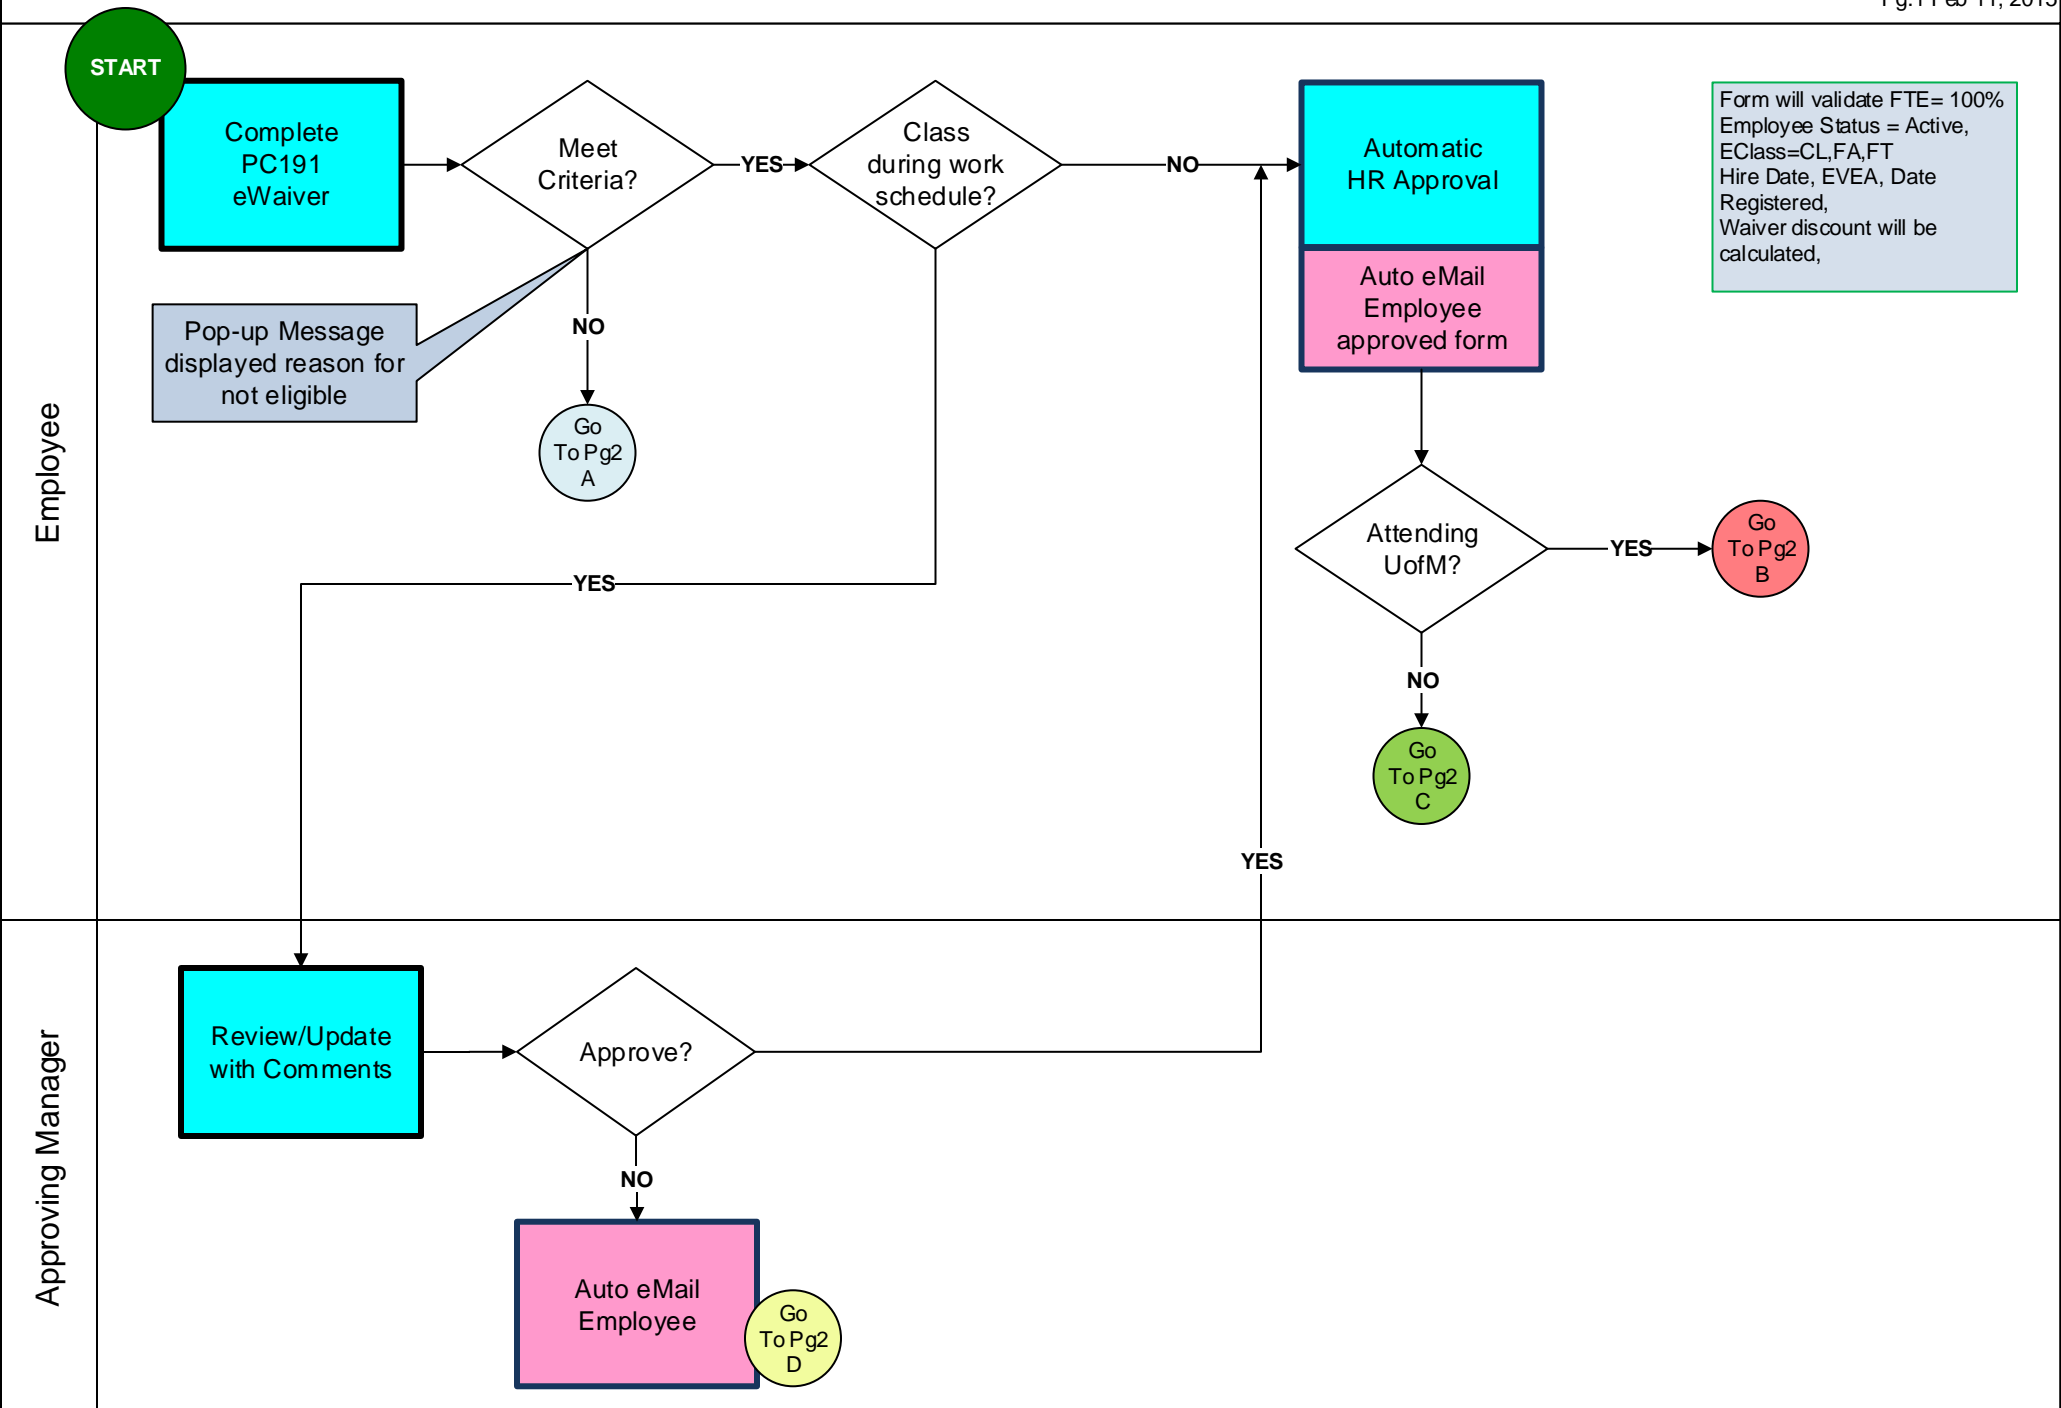 START
Complete
PC191
eWaiver
Meet
Criteria?
YES
Class
during work
schedule?
NO
Automatic
HR Approval
Auto eMail
Employee
approved form
Form will validate FTE= 100%
Employee Status = Active,
EClass=CL,FA,FT
Hire Date, EVEA, Date
Registered,
Waiver discount will be
calculated,
Pop-up Message
displayed reason for
not eligible
NO
Go
To Pg2
A
Employee
YES
Attending
UofM?
YES
Go
To Pg2
B
NO
Go
To Pg2
C
YES
Approving Manager
Review/Update
with Comments
Approve?
NO
Auto eMail
Employee
Go
To Pg2
D